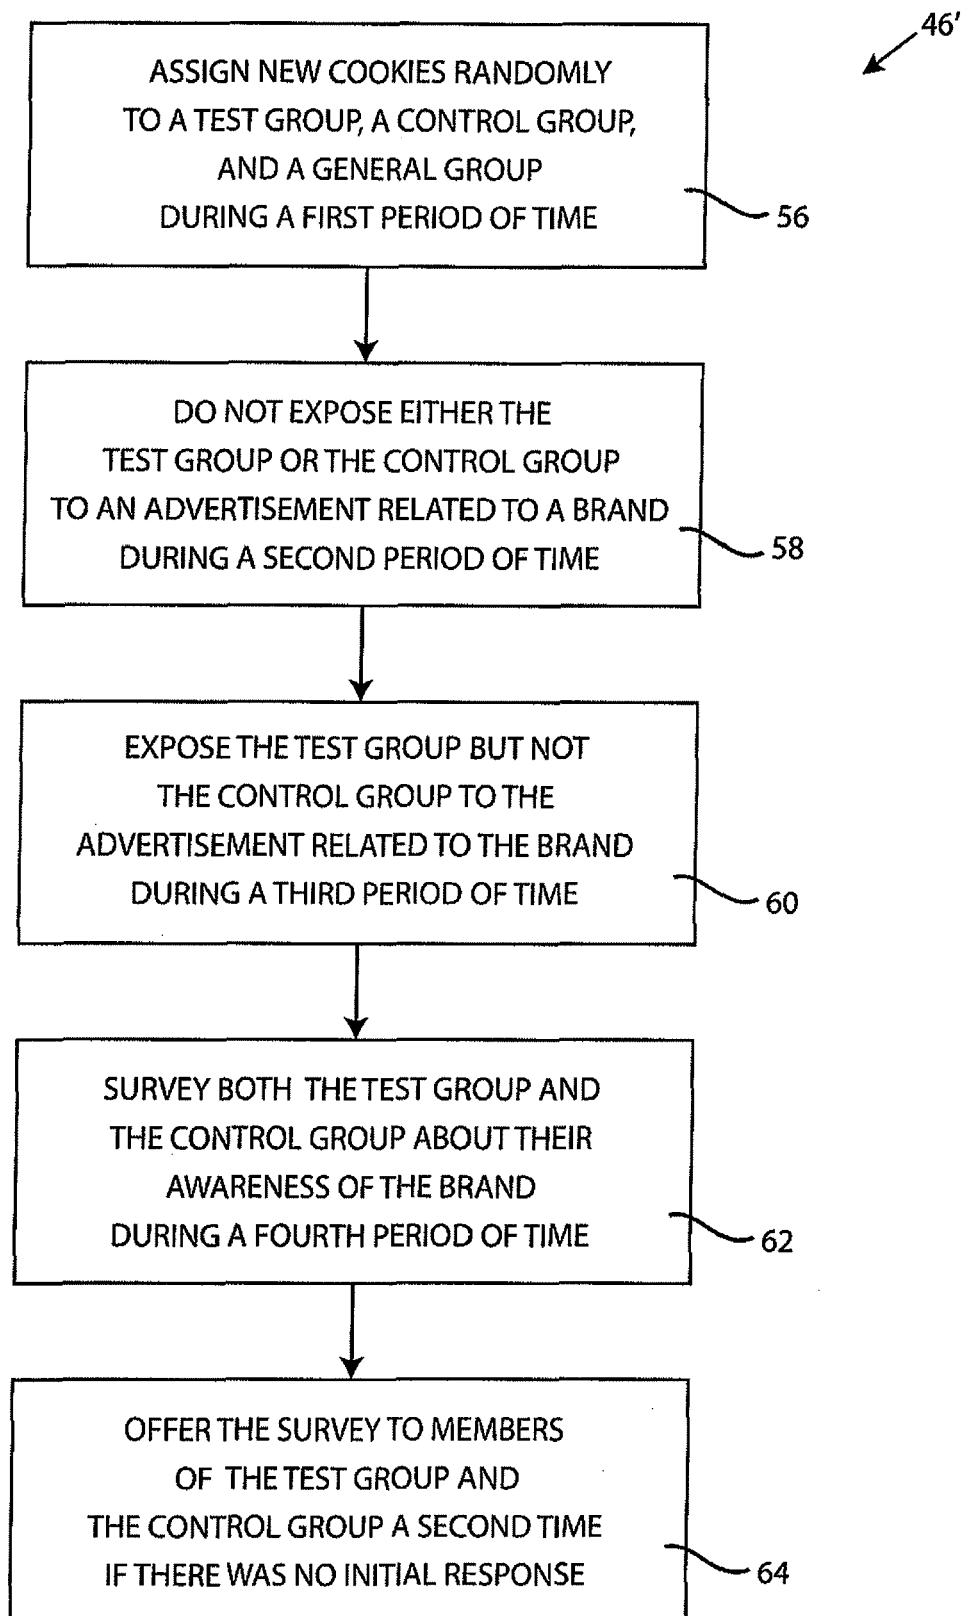 46'
ASSIGN NEW COOKIES RANDOMLY
TO A TEST GROUP, A CONTROL GROUP,
AND A GENERAL GROUP
DURING A FIRST PERIOD OF TIME
56
DO NOT EXPOSE EITHER THE
TEST GROUP OR THE CONTROL GROUP
TO AN ADVERTISEMENT RELATED TO A BRAND
DURING A SECOND PERIOD OF TIME
58
EXPOSE THE TEST GROUP BUT NOT
THE CONTROL GROUP TO THE
ADVERTISEMENT RELATED TO THE BRAND
DURING A THIRD PERIOD OF TIME
60
SURVEY BOTH THE TEST GROUP AND
THE CONTROL GROUP ABOUT THEIR
AWARENESS OF THE BRAND
DURING A FOURTH PERIOD OF TIME
62
OFFER THE SURVEY TO MEMBERS
OF THE TEST GROUP AND
THE CONTROL GROUP A SECOND TIME
IF THERE WAS NO INITIAL RESPONSE
64